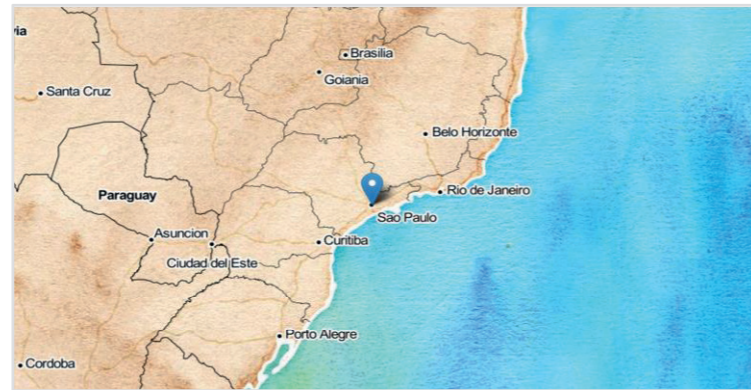 via
Brasilia
Goiania
Santa Cruz
Belo Horizonte
Paraguay
Rio de Janeiro
Sao Paulo
Asuncion
Curitiba
Ciudad del Este
Porto Alegre
Cordoba